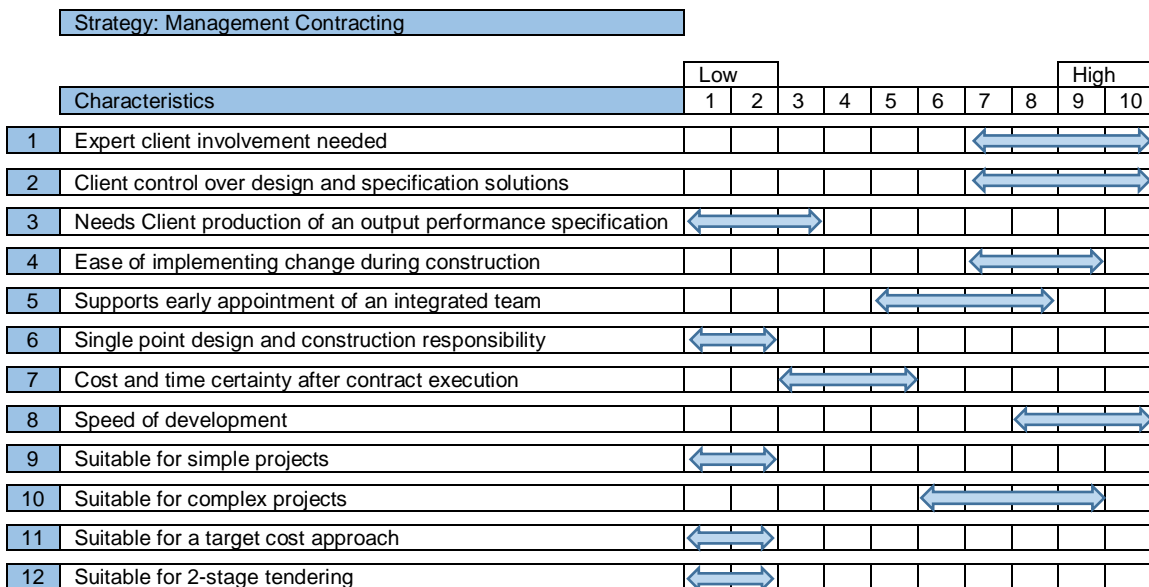 Strategy: Management Contracting
Low High
Characteristics 1 2 3 4 5 6 7 8 9 10
1 Expert client involvement needed
2 Client control over design and specification solutions
3 Needs Client production of an output performance specification
4 Ease of implementing change during construction
5 Supports early appointment of an integrated team
6 Single point design and construction responsibility
7 Cost and time certainty after contract execution
8 Speed of development
9 Suitable for simple projects
10 Suitable for complex projects
11 Suitable for a target cost approach
12 Suitable for 2-stage tendering